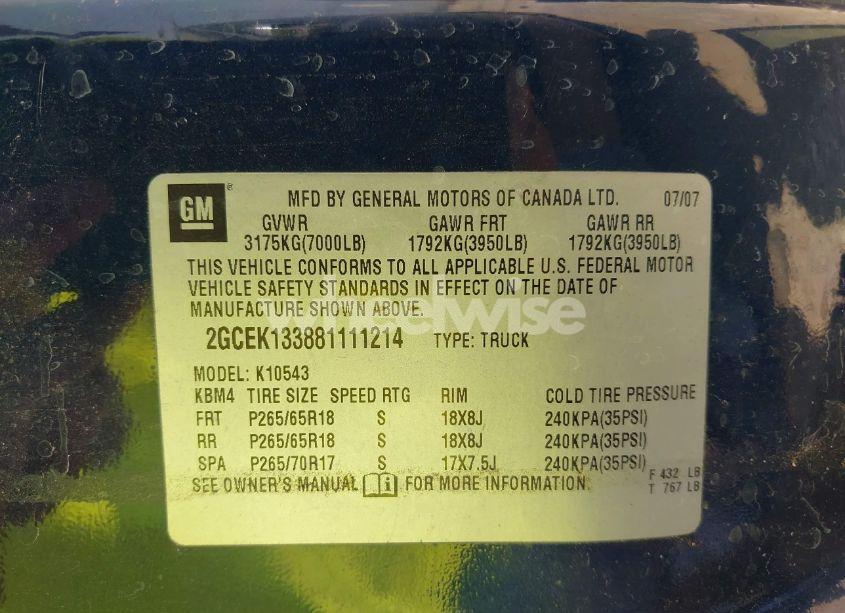 GM ® MFD BY GENERAL MOTORS OF CANADA LTD. 07/07
GVWR GAWR FRT GAWR RR
3175KG(7000LB) 1792KG(3950LB) 1792KG(3950LB)
THIS VEHICLE CONFORMS TO ALL APPLICABLE U.S. FEDERAL MOTOR
VEHICLE SAFETY STANDARDS IN EFFECT ON THE DATE OF
MANUFACTURE SHOWN ABOVE.
2GCEK133881111214 TYPE: TRUCK
MODEL: K10543
KBM4 TIRE SIZE SPEED RTG RIM COLD TIRE PRESSURE
FRT P265/65R18 S 18X8J 240KPA(35PSI)
RR P265/65R18 S 18X8J 240KPA(35PSI)
SPA P265/70R17 S 17X7.5J 240KPA(35PSI)
SEE OWNER'S MANUAL i FOR MORE INFORMATION.
F 432 LB
T 767 LB